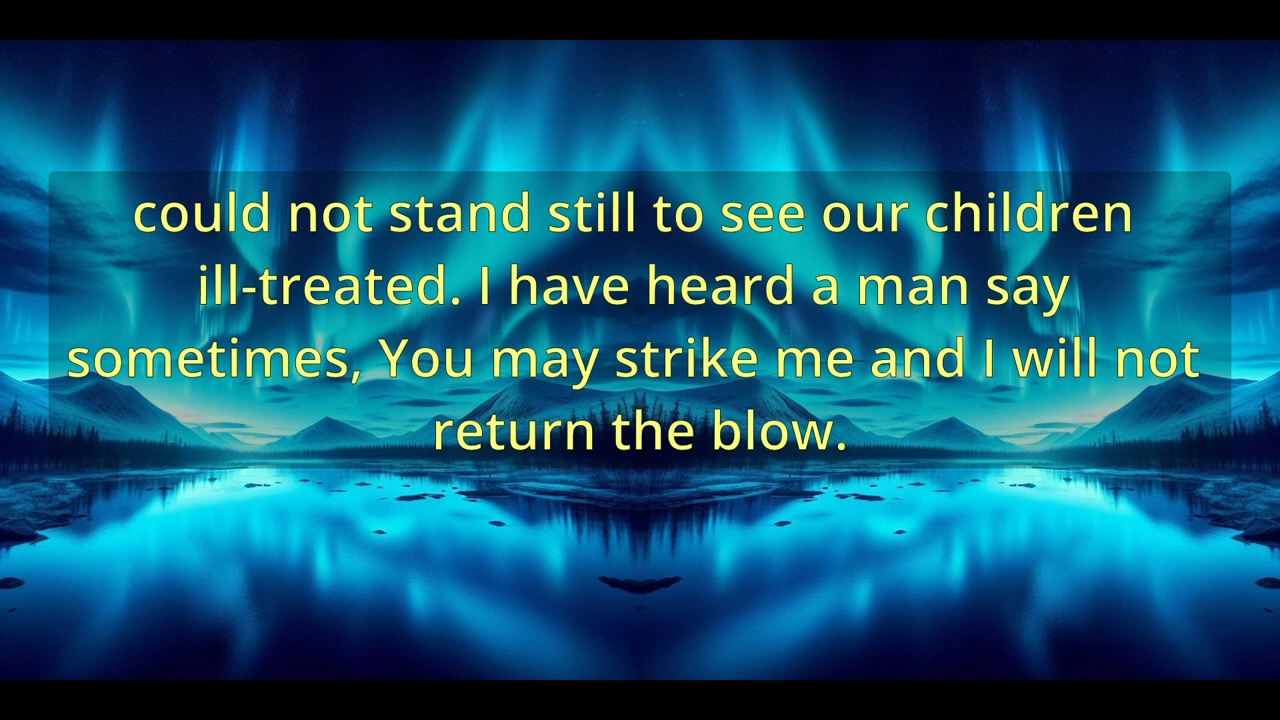 could not stand still to see our children
ill-treated. I have heard a man say
sometimes, You may strike me and I will not
return the blow.